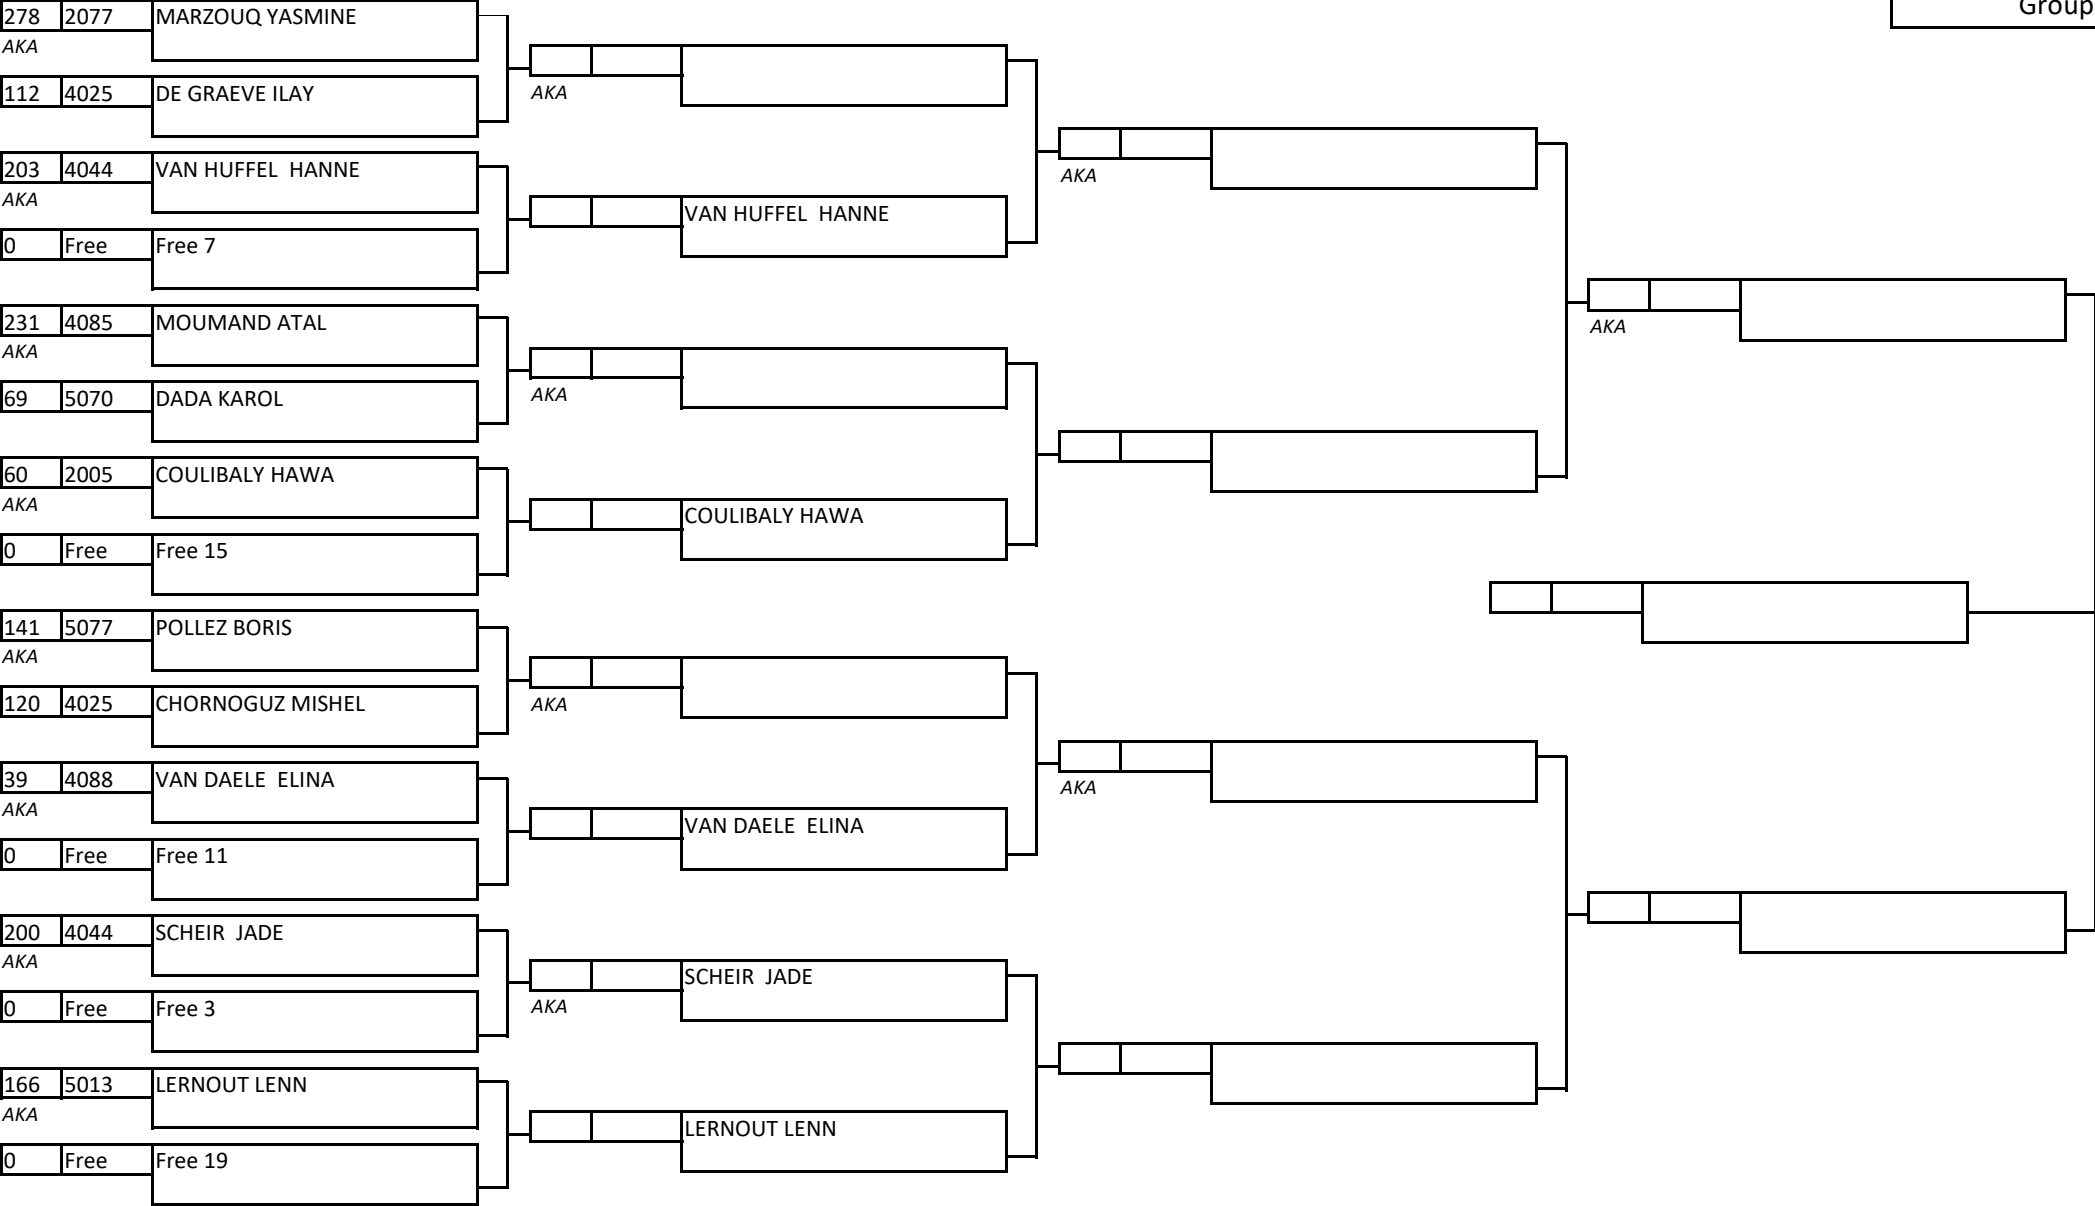 Group
278 2077 MARZOUQ YASMINE
AKA
AKA
112 4025 DE GRAEVE ILAY
203 4044 VAN HUFFEL  HANNE
AKA
AKA
VAN HUFFEL  HANNE
0 Free Free 7
231 4085 MOUMAND ATAL
AKA
AKA
69 5070 DADA KAROL
AKA
60 2005 COULIBALY HAWA
AKA
COULIBALY HAWA
0 Free Free 15
141 5077 POLLEZ BORIS
AKA
120 4025 CHORNOGUZ MISHEL
AKA
39 4088 VAN DAELE  ELINA
AKA
AKA
VAN DAELE  ELINA
0 Free Free 11
200 4044 SCHEIR  JADE
AKA
SCHEIR  JADE
0 Free Free 3
AKA
166 5013 LERNOUT LENN
AKA
LERNOUT LENN
0 Free Free 19